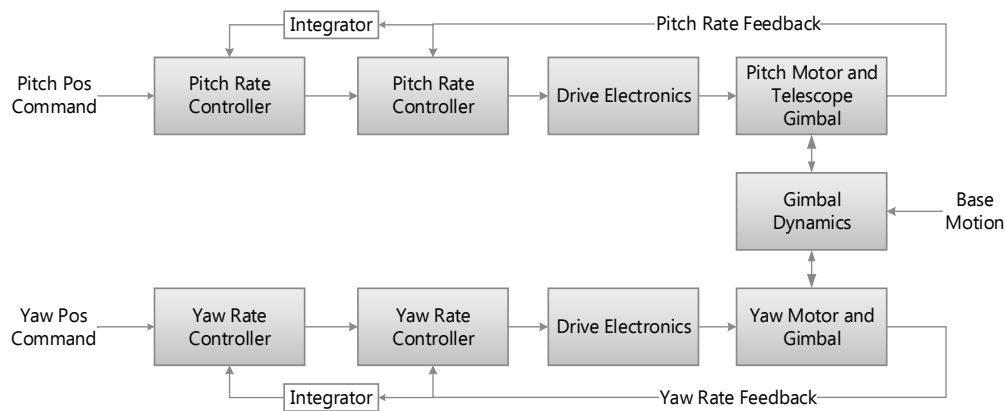 Integrator
Pitch Rate Feedback
Pitch Pos
Command
Pitch Rate
Controller
Pitch Rate
Controller
Drive Electronics
Pitch Motor and
Telescope
Gimbal
Gimbal
Dynamics
Base
Motion
Yaw Pos
Command
Yaw Rate
Controller
Yaw Rate
Controller
Drive Electronics
Yaw Motor and
Gimbal
Integrator
Yaw Rate Feedback